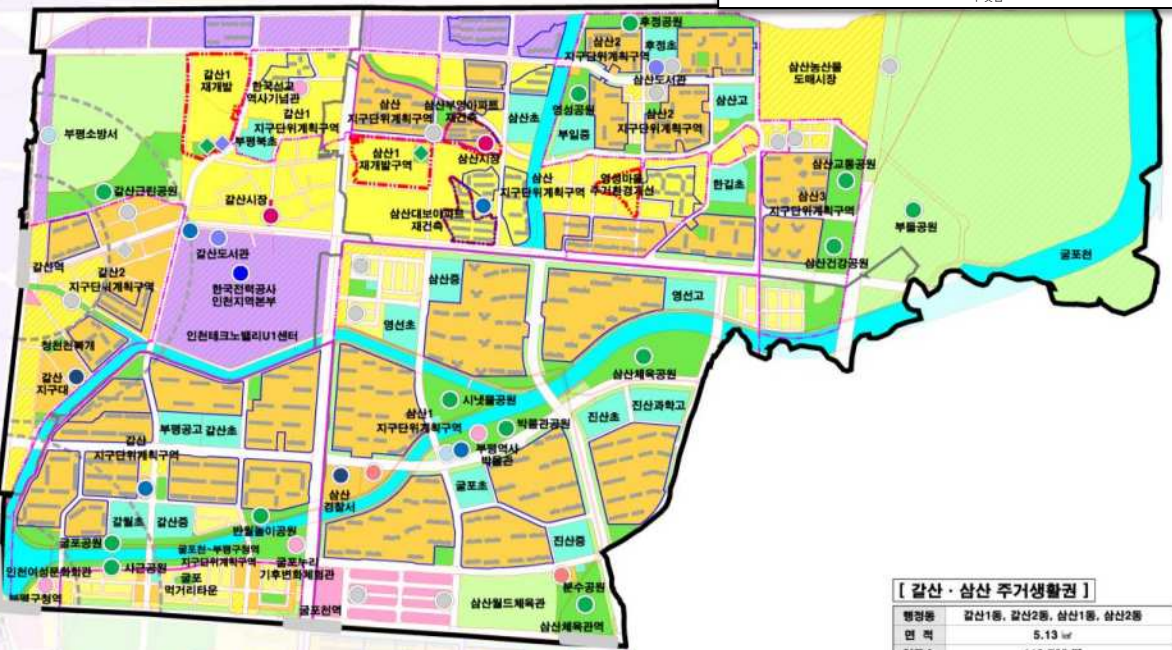 후정공원
삼산2
지구단위계획구역
후정초
삼산농산물
도매시장
갈산1
재개발
한국선교
역사기념관
갈산1
지구단위계획구역
부평북초
부평소방서
삼산
지구단위계획구역
삼산부영아파트
재건축
삼산초
영성공원
부일중
삼산도서관
삼산2
지구단위계획구역
삼산고
삼산1
재개발구역
삼산시장
삼산
지구단위계획구역
영성마을
주거환경개선
한길초
삼산교통공원
삼산3
지구단위계획구역
갈산근린공원
갈산시장
삼산대보아파트
재건축
부들공원
굴포천
갈산역
갈산2
지구단위계획구역
갈산도서관
한국전력공사
인천지역본부
삼산건강공원
삼산중
영선고
영선초
인천테크노밸리U1센터
청천천복개
갈산
지구대
삼산체육공원
시냇물공원
삼산1
지구단위계획구역
박물관공원
진산초
진산과학고
부평공고
갈산초
갈산
지구단위계획구역
부평역사
박물관
삼산
경찰서
굴포초
갈월초
갈산중
반월놀이공원
진산중
굴포공원
굴포천~부평구청역
지구단위계획구역
굴포누리
기후변화체험관
인천여성문화회관
사근공원
굴포
먹거리타운
부평구청역
굴포천역
삼산월드체육관
분수공원
삼산체육관역
[ 갈산 · 삼산 주거생활권 ]
행정동 갈산1동, 갈산2동, 삼산1동, 삼산2동
면 적 5.13 ㎢